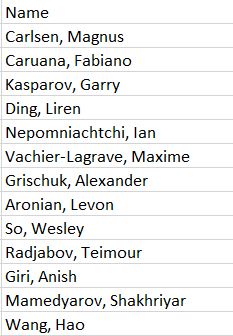 Name
Carlsen, Magnus
Caruana, Fabiano
Kasparov, Garry
Ding, Liren
Nepomniachtchi, Ian
Vachier-Lagrave, Maxime
Grischuk, Alexander
Aronian, Levon
So, Wesley
Radjabov, Teimour
Giri, Anish
Mamedyarov, Shakhriyar
Wang, Hao